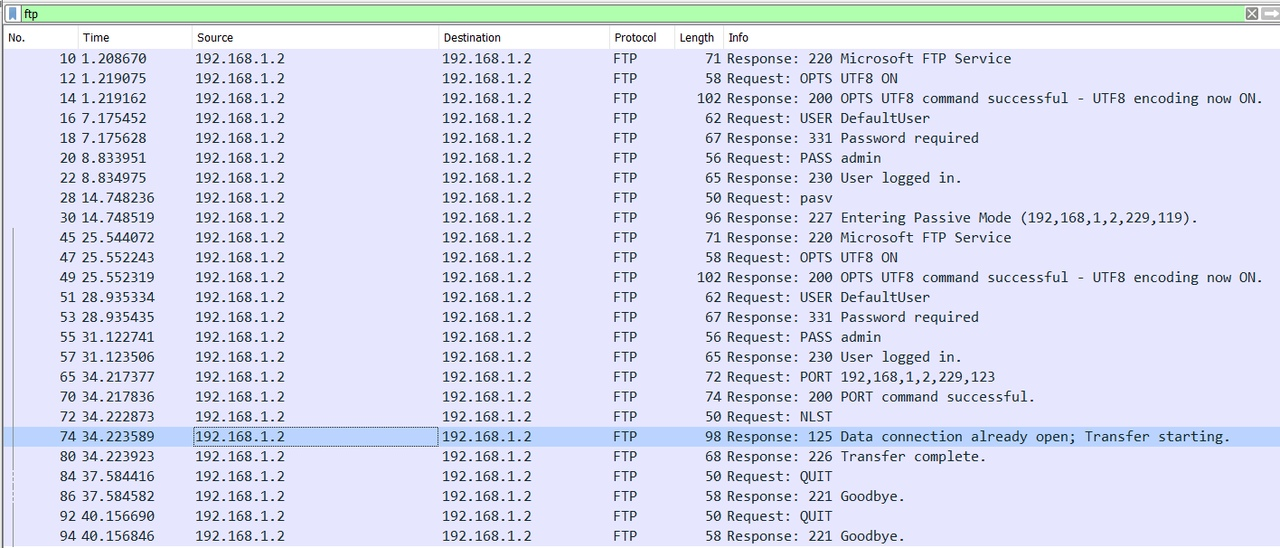 ftp
No. Time Source Destination Protocol Length Info
10 1.208670 192.168.1.2 192.168.1.2 FTP 71 Response: 220 Microsoft FTP Service
12 1.219075 192.168.1.2 192.168.1.2 FTP 58 Request: OPTS UTF8 ON
14 1.219162 192.168.1.2 192.168.1.2 FTP 102 Response: 200 OPTS UTF8 command successful - UTF8 encoding now ON.
16 7.175452 192.168.1.2 192.168.1.2 FTP 62 Request: USER DefaultUser
18 7.175628 192.168.1.2 192.168.1.2 FTP 67 Response: 331 Password required
20 8.833951 192.168.1.2 192.168.1.2 FTP 56 Request: PASS admin
22 8.834975 192.168.1.2 192.168.1.2 FTP 65 Response: 230 User logged in.
28 14.748236 192.168.1.2 192.168.1.2 FTP 50 Request: pasv
30 14.748519 192.168.1.2 192.168.1.2 FTP 96 Response: 227 Entering Passive Mode (192,168,1,2,229,119).
45 25.544072 192.168.1.2 192.168.1.2 FTP 71 Response: 220 Microsoft FTP Service
47 25.552243 192.168.1.2 192.168.1.2 FTP 58 Request: OPTS UTF8 ON
49 25.552319 192.168.1.2 192.168.1.2 FTP 102 Response: 200 OPTS UTF8 command successful - UTF8 encoding now ON.
51 28.935334 192.168.1.2 192.168.1.2 FTP 62 Request: USER DefaultUser
53 28.935435 192.168.1.2 192.168.1.2 FTP 67 Response: 331 Password required
55 31.122741 192.168.1.2 192.168.1.2 FTP 56 Request: PASS admin
57 31.123506 192.168.1.2 192.168.1.2 FTP 65 Response: 230 User logged in.
65 34.217377 192.168.1.2 192.168.1.2 FTP 72 Request: PORT 192,168,1,2,229,123
70 34.217836 192.168.1.2 192.168.1.2 FTP 74 Response: 200 PORT command successful.
72 34.222873 192.168.1.2 192.168.1.2 FTP 50 Request: NLST
74 34.223589 192.168.1.2 192.168.1.2 FTP 98 Response: 125 Data connection already open; Transfer starting.
80 34.223923 192.168.1.2 192.168.1.2 FTP 68 Response: 226 Transfer complete.
84 37.584416 192.168.1.2 192.168.1.2 FTP 50 Request: QUIT
86 37.584582 192.168.1.2 192.168.1.2 FTP 58 Response: 221 Goodbye.
92 40.156690 192.168.1.2 192.168.1.2 FTP 50 Request: QUIT
94 40.156846 192.168.1.2 192.168.1.2 FTP 58 Response: 221 Goodbye.